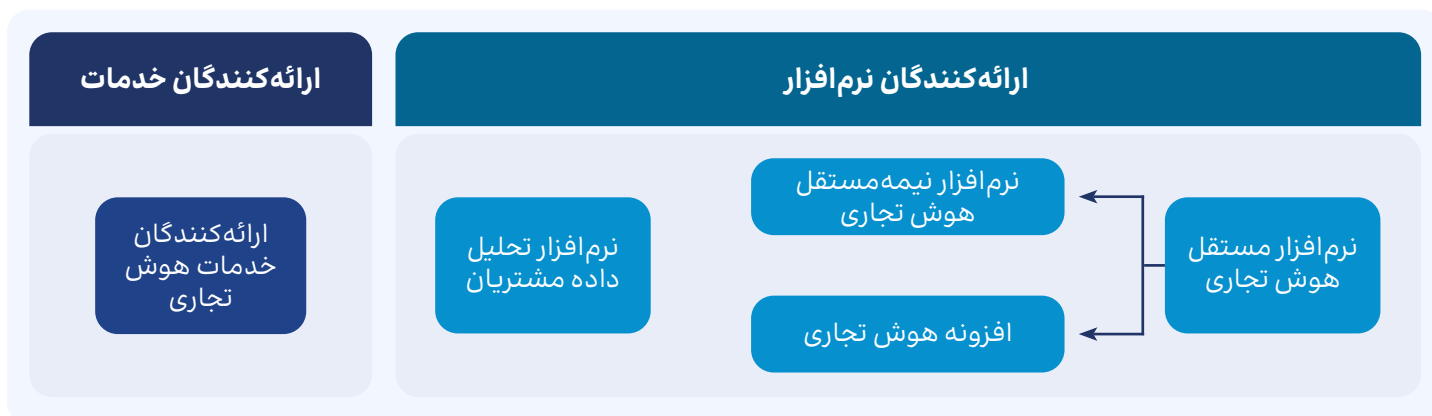 ارائه‌کنندگان نرم‌افزار
نرم‌افزار مستقل
هوش تجاری
نرم‌افزار نیمه‌مستقل
هوش تجاری
افزونه هوش تجاری
نرم‌افزار تحلیل
داده مشتریان
ارائه‌کنندگان خدمات
ارائه‌کنندگان
خدمات هوش
تجاری